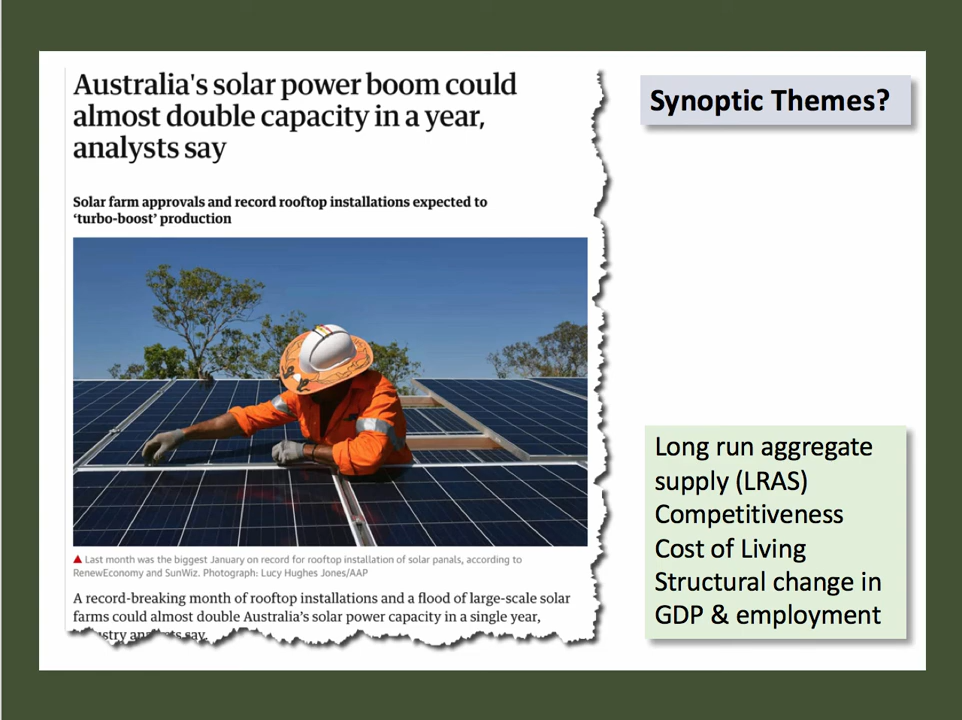 Australia's solar power boom could
almost double capacity in a year,
analysts say
Solar farm approvals and record rooftop installations expected to
‘turbo-boost’ production
▲ Last month was the biggest January on record for rooftop installation of solar panels, according to
RenewEconomy and SunWiz. Photograph: Lucy Hughes Jones/AAP
A record-breaking month of rooftop installations and a flood of large-scale solar
farms could almost double Australia’s solar power capacity in a single year,
say.
Synoptic Themes?
Long run aggregate
supply (LRAS)
Competitiveness
Cost of Living
Structural change in
GDP & employment